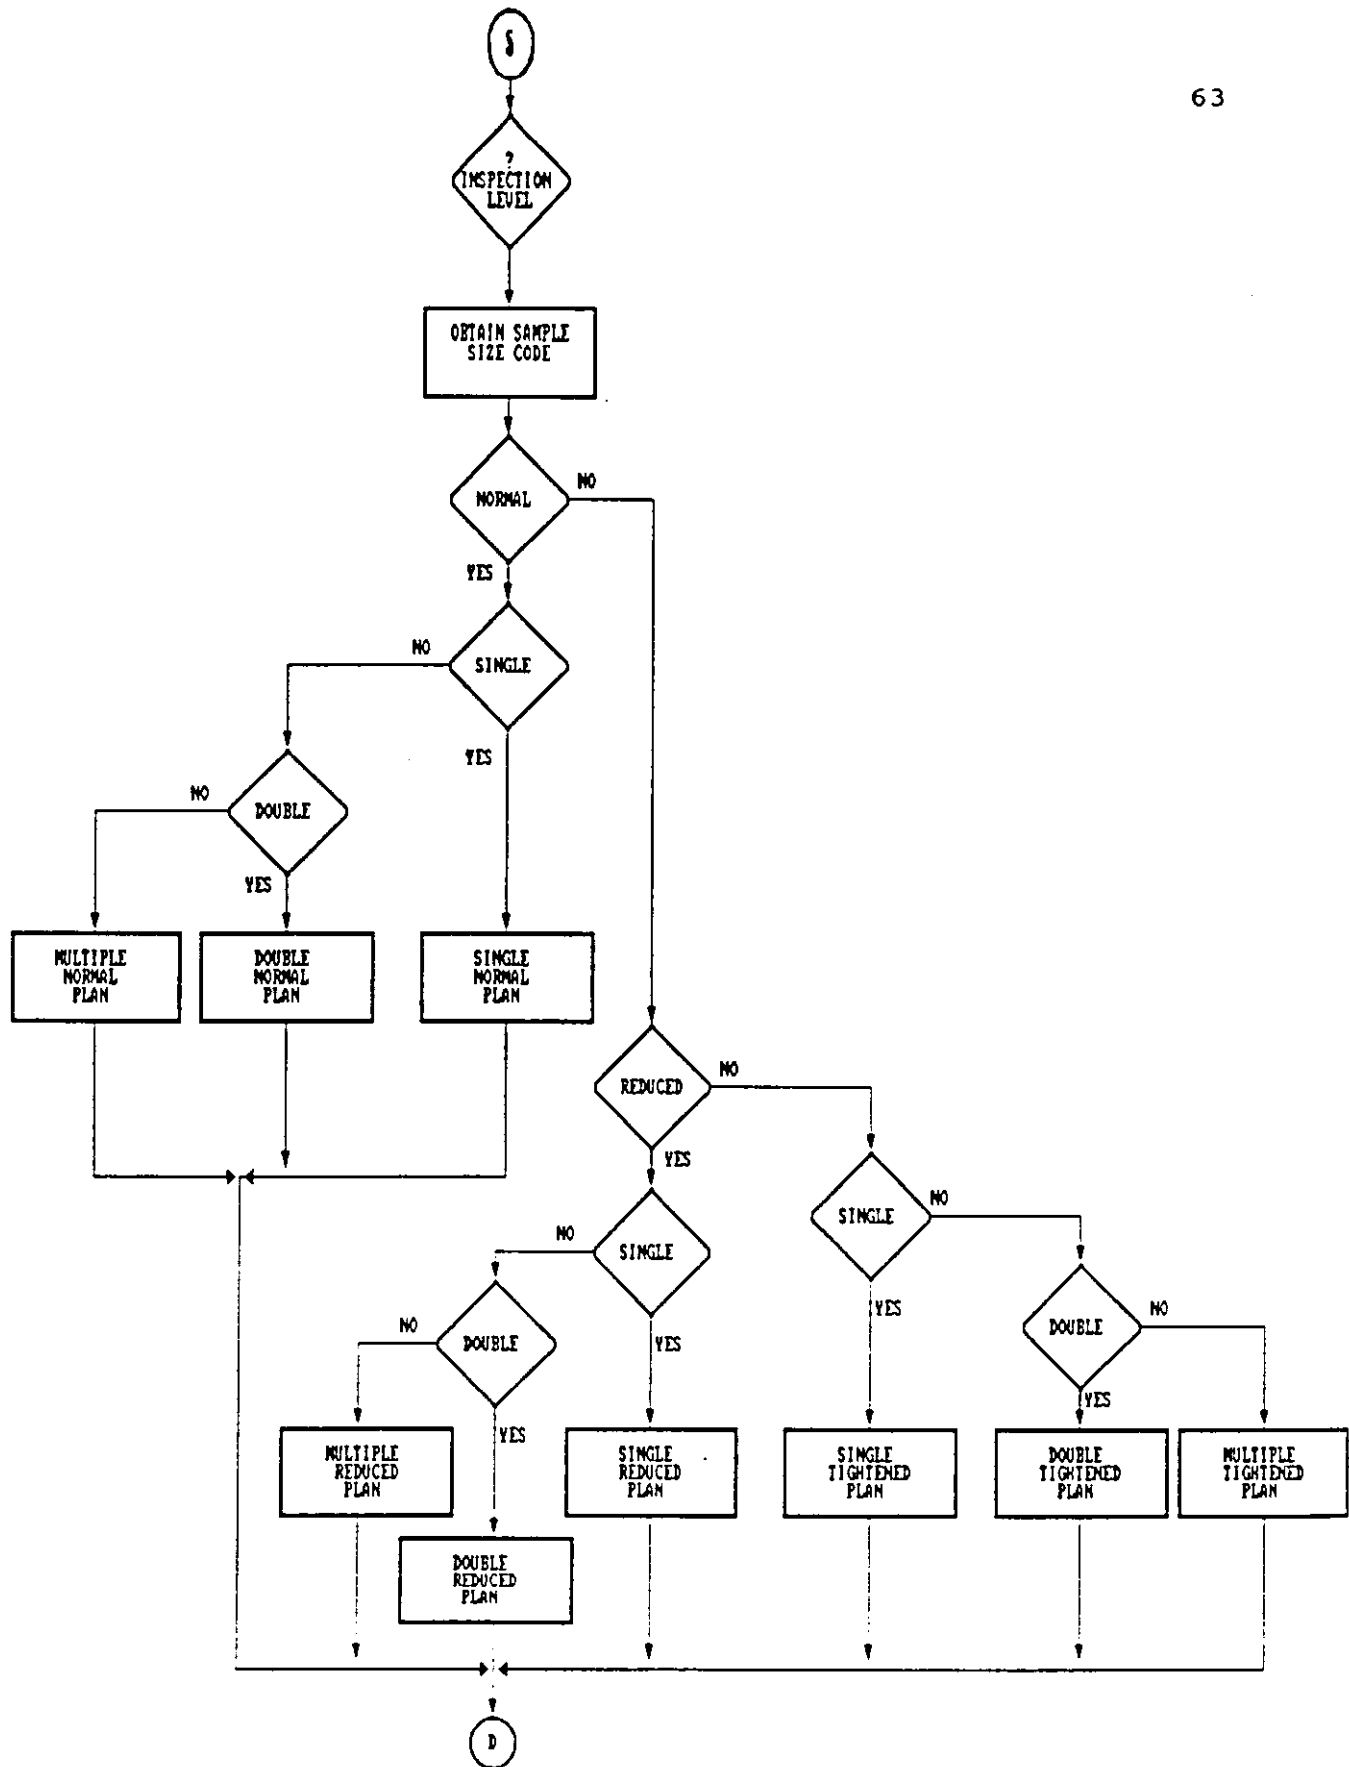 S
63
?
INSPECTION
LEVEL
OBTAIN SAMPLE
SIZE CODE
NORMAL
NO
YES
NO
SINGLE
YES
NO
DOUBLE
YES
MULTIPLE
NORMAL
PLAN
DOUBLE
NORMAL
PLAN
SINGLE
NORMAL
PLAN
REDUCED
NO
YES
NO
SINGLE
YES
NO
DOUBLE
YES
SINGLE
NO
YES
DOUBLE
NO
YES
MULTIPLE
REDUCED
PLAN
SINGLE
REDUCED
PLAN
SINGLE
TIGHTENED
PLAN
DOUBLE
TIGHTENED
PLAN
MULTIPLE
TIGHTENED
PLAN
DOUBLE
REDUCED
PLAN
D